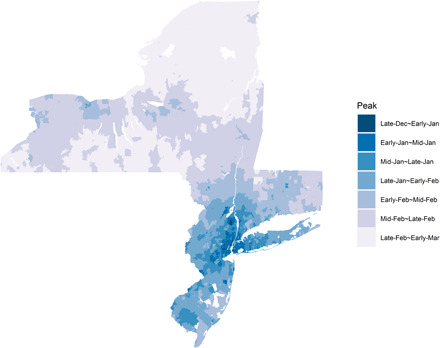 Peak
Late-Dec~Early-Jan
Early-Jan~Mid-Jan
Mid-Jan~Late-Jan
Late-Jan~Early-Feb
Early-Feb~Mid-Feb
Mid-Feb~Late-Feb
Late-Feb~Early-Mar